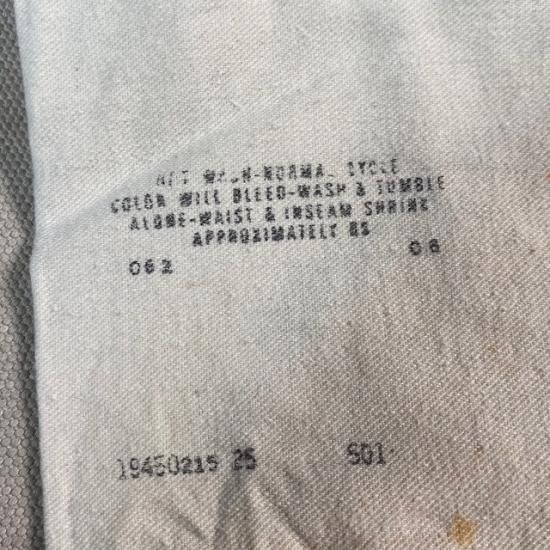 HOT WASH-NORMAL CYCLE
COLOR WILL BLEED-WASH & TUMBLE
ALONE-WAIST & INSEAM SHRINK
APPROXIMATELY 8%
062 06
19450215 25 S01